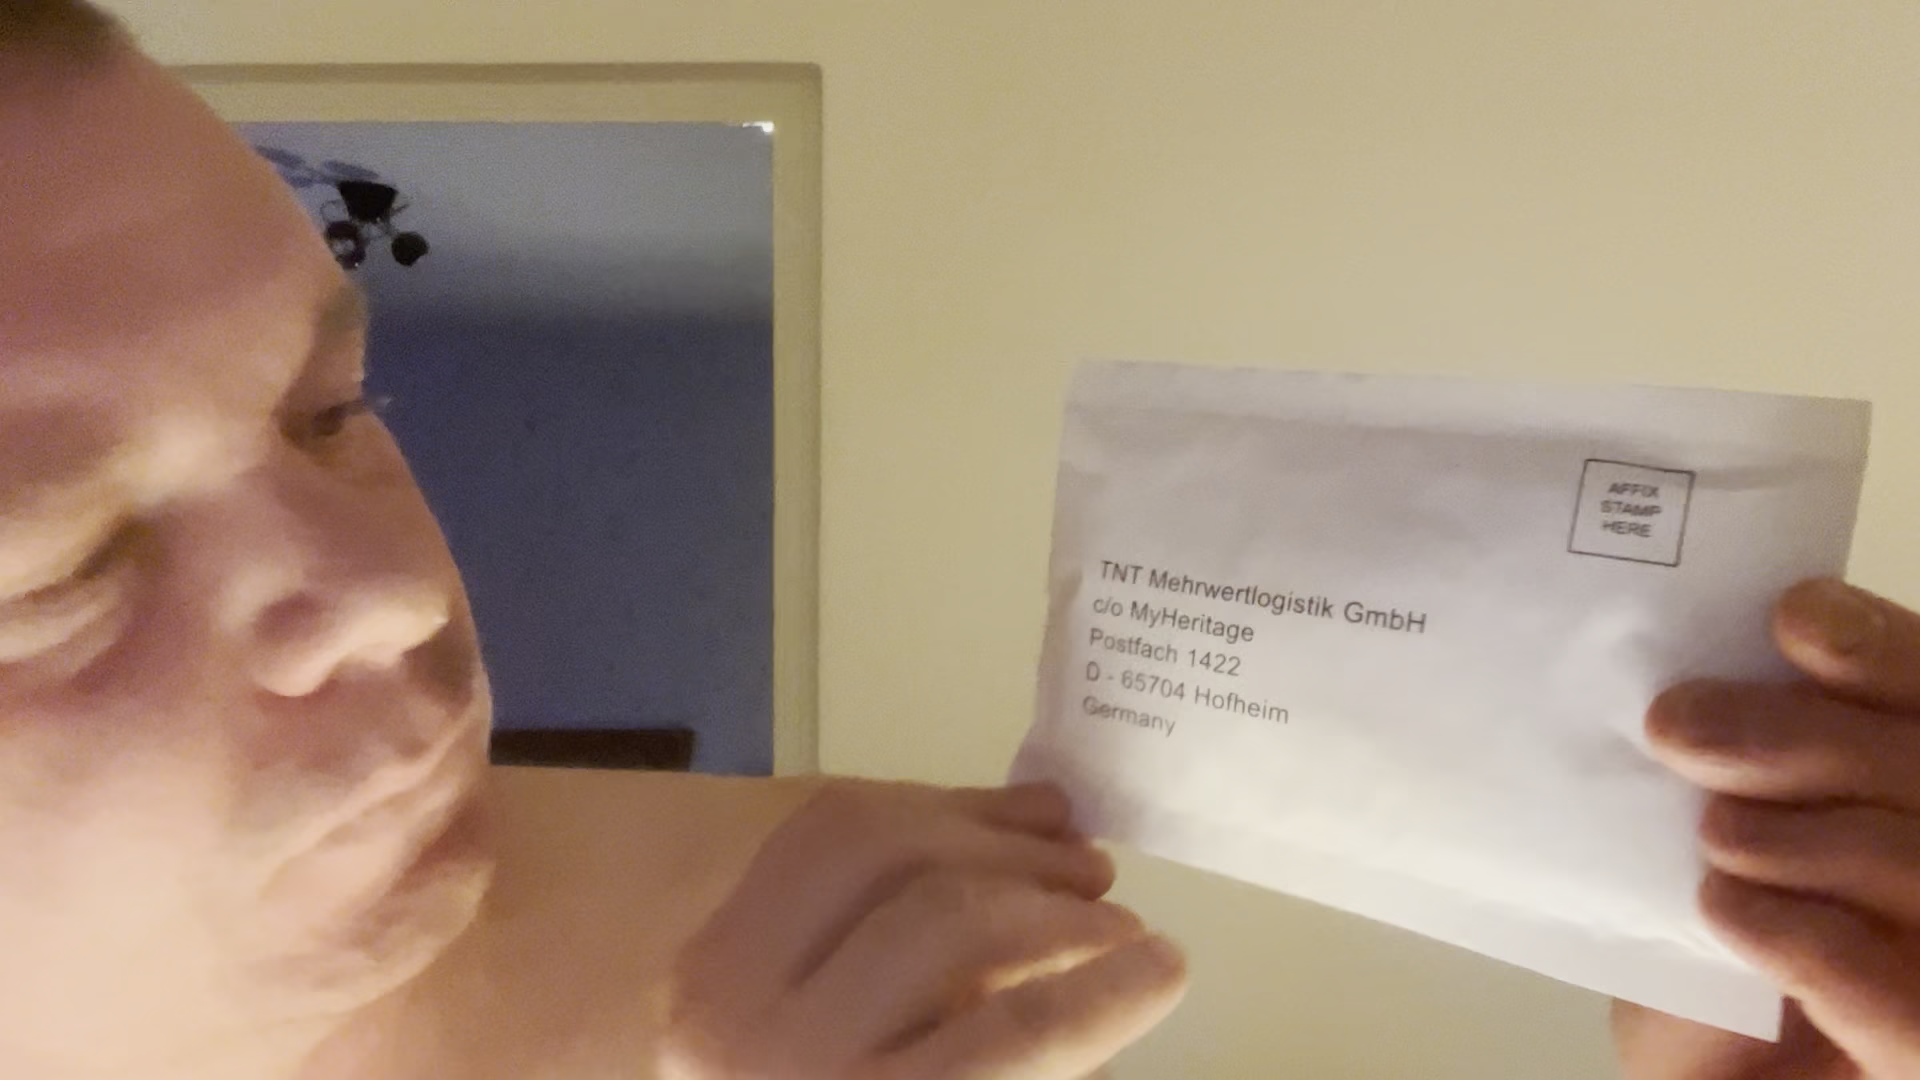 AFFIX
STAMP
HERE
TNT Mehrwertlogistik GmbH
c/o MyHeritage
Postfach 1422
D - 65704 Hofheim
Germany